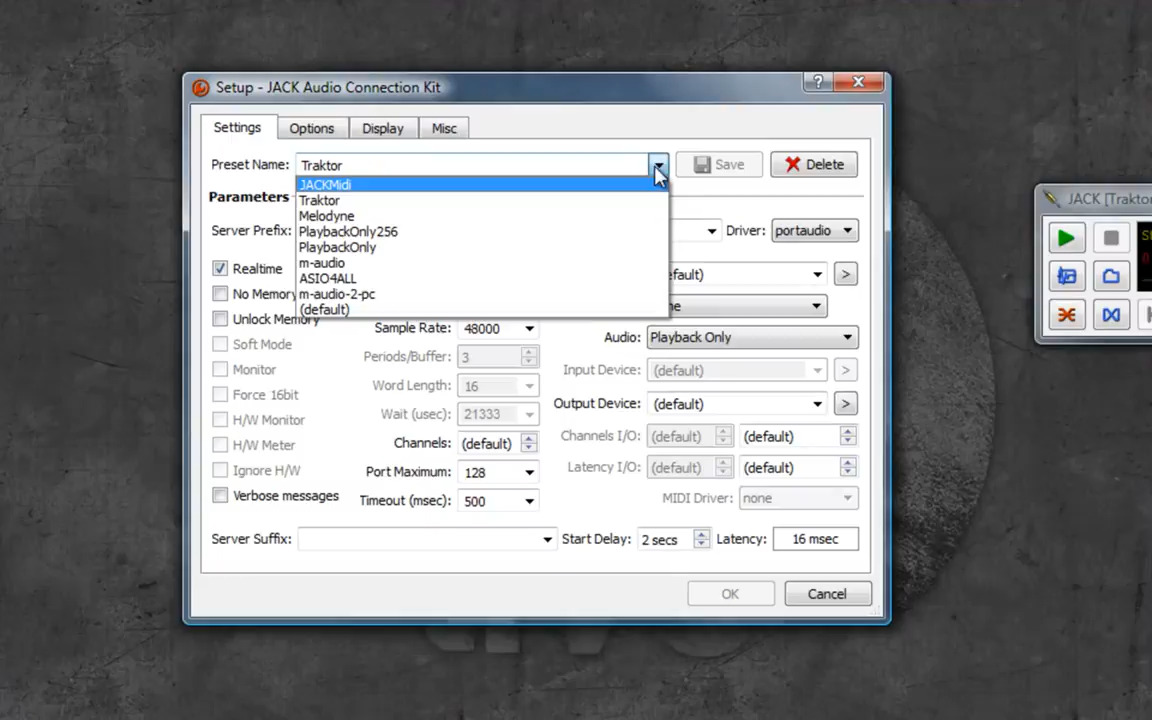 Setup - JACK Audio Connection Kit
Settings Options Display Misc
Preset Name: Traktor Save Delete
JACKMidi
Parameters
Traktor
Melodyne
Server Prefix: PlaybackOnly256 Driver: portaudio
PlaybackOnly
Realtime m-audio
ASIO4ALL
No Memory m-audio-2-pc
(default)
Unlock Memory Sample Rate: 48000 Audio: Playback Only
Soft Mode Periods/Buffer: 3
Monitor Word Length: 16 Input Device: (default) >
Force 16bit Wait (usec): 21333 Output Device: (default) >
H/W Monitor Channels: (default) Channels I/O: (default) (default)
H/W Meter
Ignore H/W Port Maximum: 128 Latency I/O: (default) (default)
Verbose messages Timeout (msec): 500 MIDI Driver: none
Server Suffix: Start Delay: 2 secs Latency: 16 msec
OK Cancel
JACK [Traktor